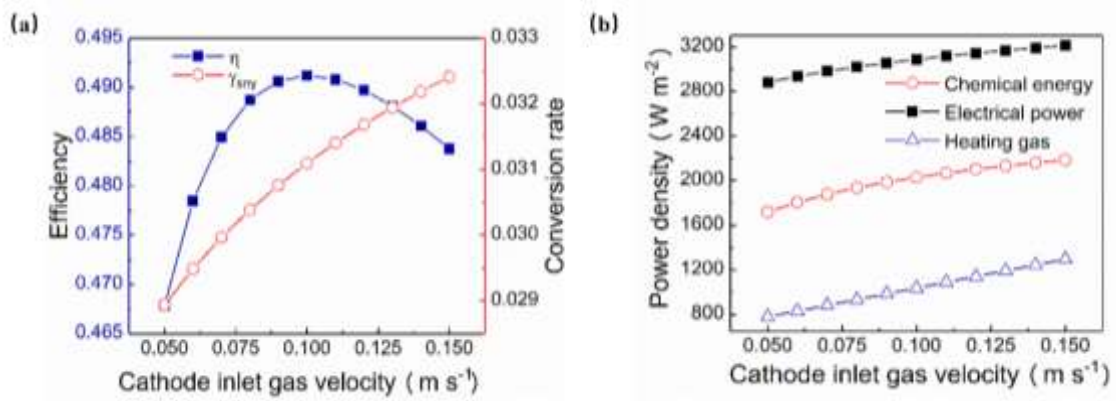 (a)
0.495
0.490
0.485
0.480
0.475
0.470
0.465
Efficiency
η
γ
0.033
0.032
0.031
0.030
0.029
Conversion rate
0.050 0.075 0.100 0.125 0.150
Cathode inlet gas velocity ( m s⁻¹)
(b)
3200
2800
2400
2000
1600
1200
800
Power density ( W m⁻²)
Chemical energy
Electrical power
Heating gas
0.050 0.075 0.100 0.125 0.150
Cathode inlet gas velocity ( m s⁻¹)